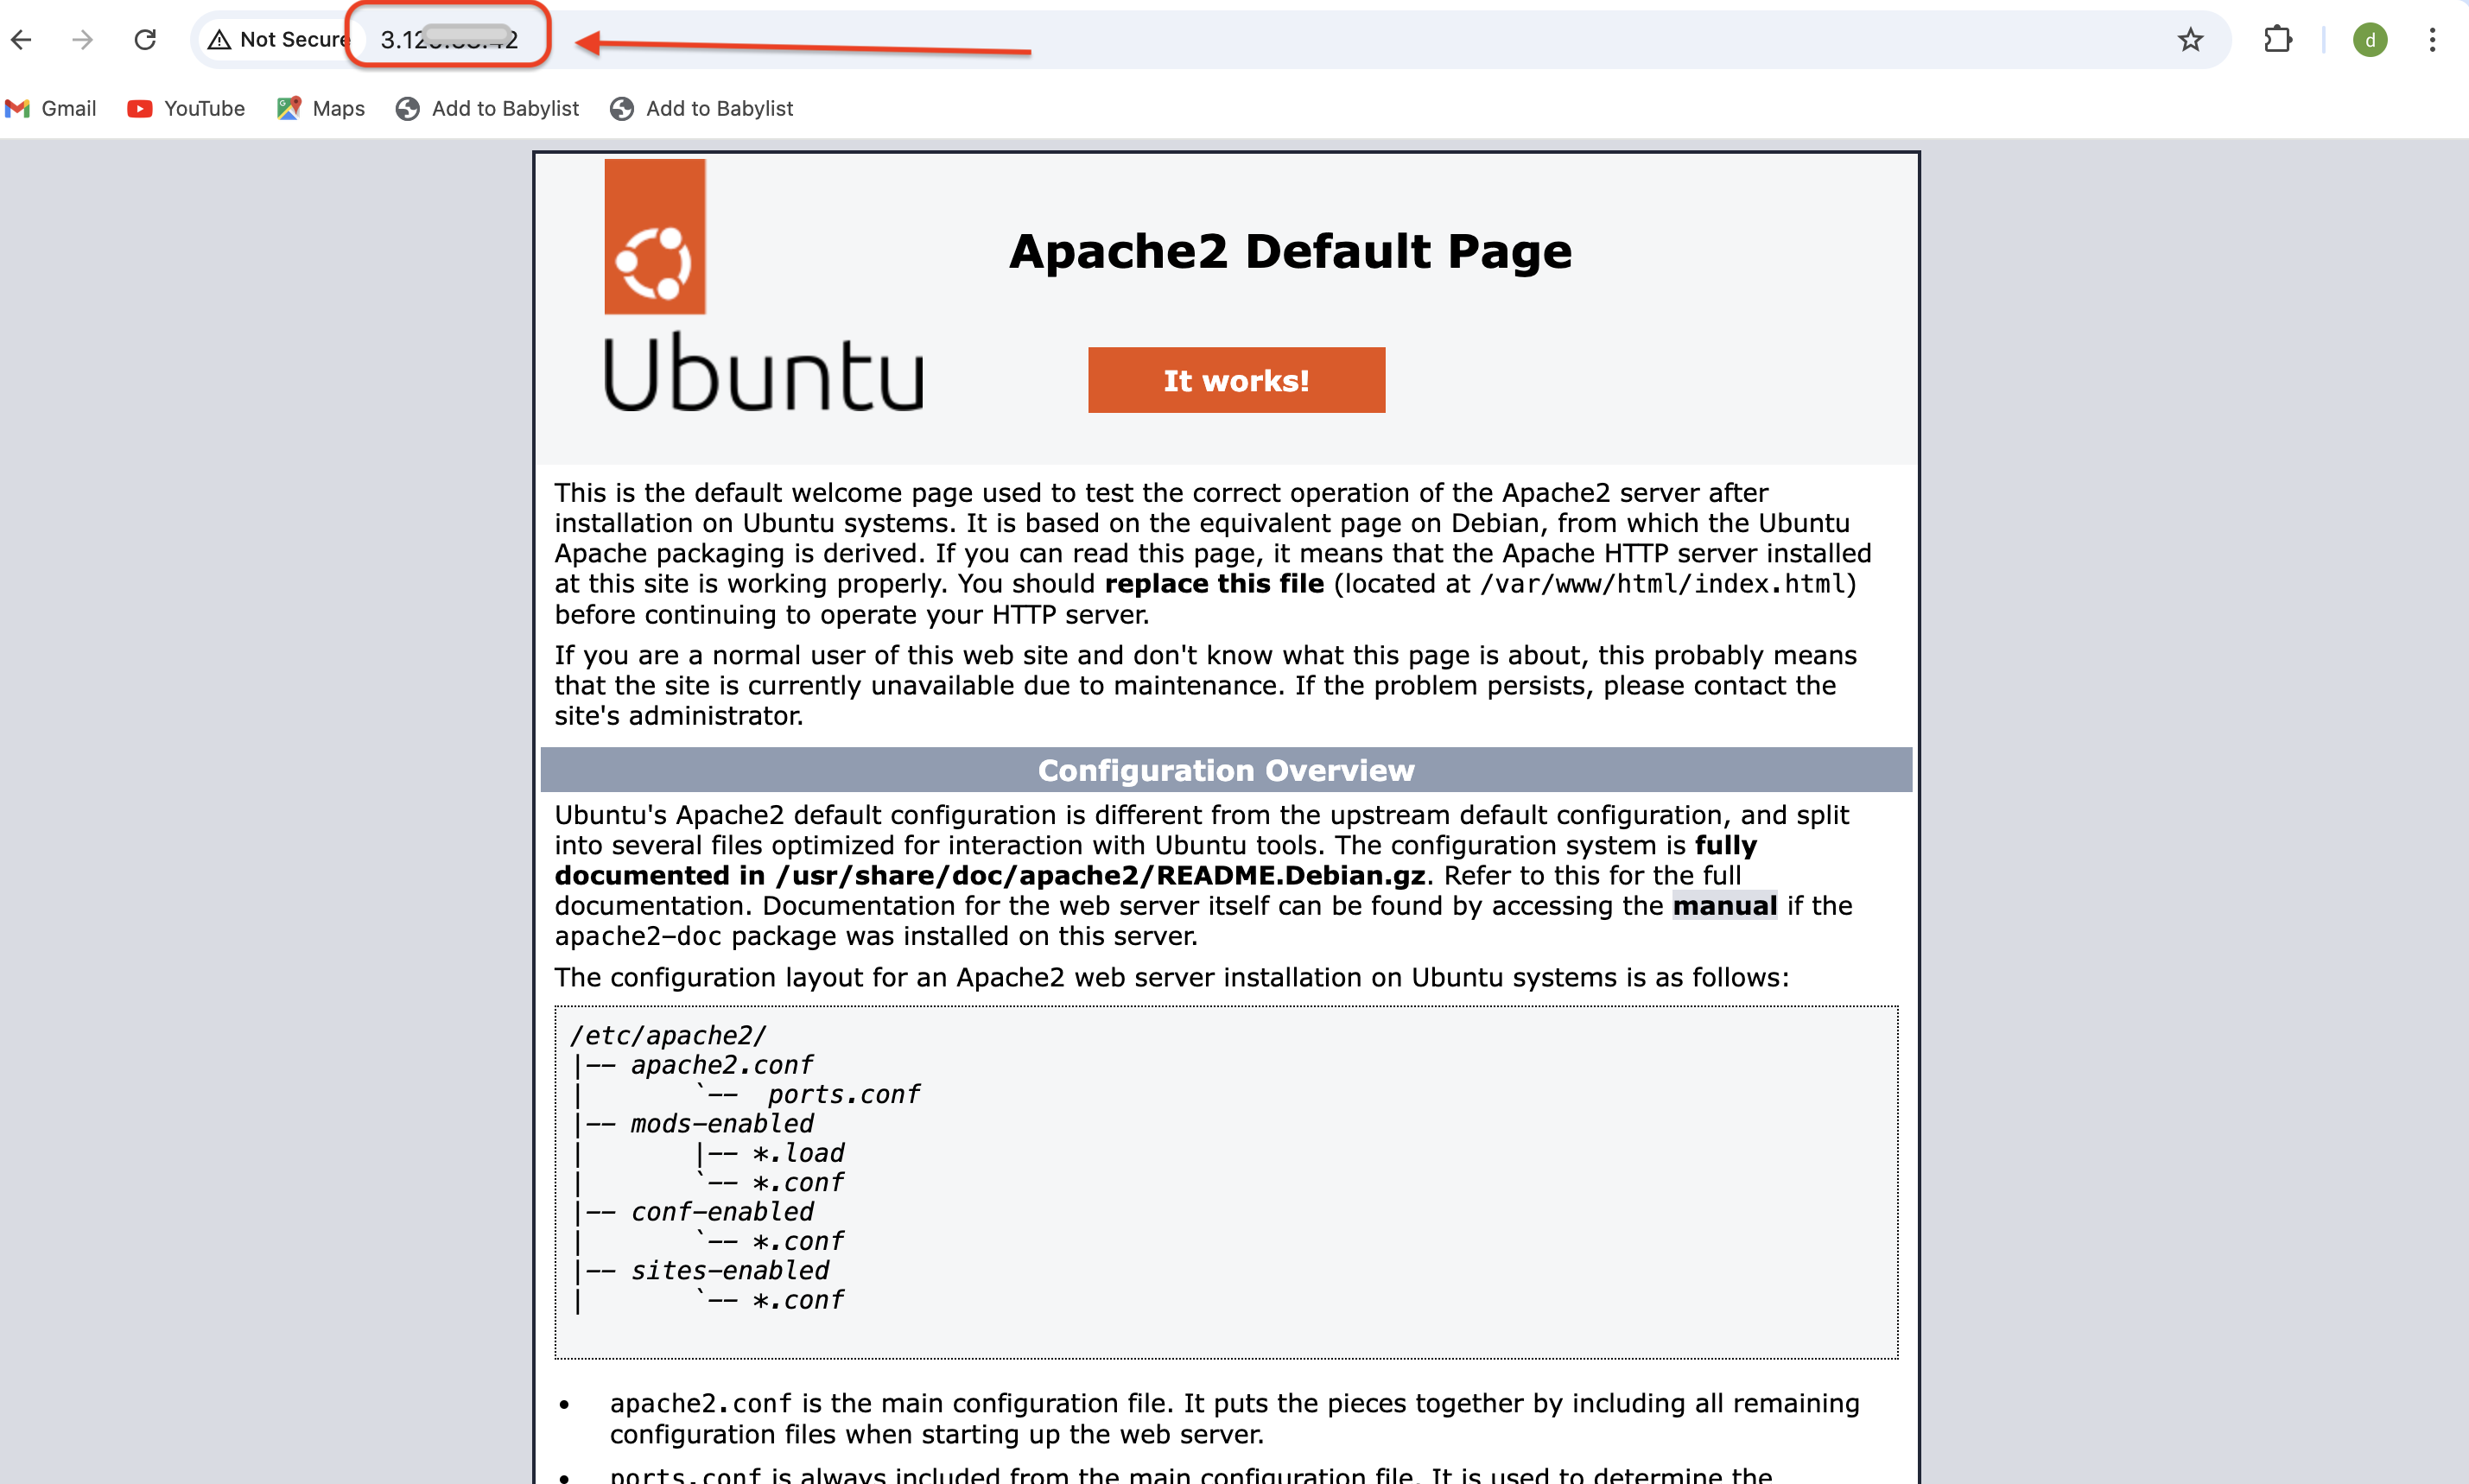 Not Secure
Gmail YouTube Maps Add to Babylist Add to Babylist
d
Ubuntu
Apache2 Default Page
It works!
This is the default welcome page used to test the correct operation of the Apache2 server after
installation on Ubuntu systems. It is based on the equivalent page on Debian, from which the Ubuntu
Apache packaging is derived. If you can read this page, it means that the Apache HTTP server installed
at this site is working properly. You should replace this file (located at /var/www/html/index.html)
before continuing to operate your HTTP server.
If you are a normal user of this web site and don't know what this page is about, this probably means
that the site is currently unavailable due to maintenance. If the problem persists, please contact the
site's administrator.
Configuration Overview
Ubuntu's Apache2 default configuration is different from the upstream default configuration, and split
into several files optimized for interaction with Ubuntu tools. The configuration system is fully
documented in /usr/share/doc/apache2/README.Debian.gz. Refer to this for the full
documentation. Documentation for the web server itself can be found by accessing the manual if the
apache2-doc package was installed on this server.
The configuration layout for an Apache2 web server installation on Ubuntu systems is as follows:
/etc/apache2/
|-- apache2.conf
|       `--  ports.conf
|-- mods-enabled
|       |-- *.load
|       `-- *.conf
|-- conf-enabled
|       `-- *.conf
|-- sites-enabled
|       `-- *.conf
• apache2.conf is the main configuration file. It puts the pieces together by including all remaining
configuration files when starting up the web server.
• ports.conf is always included from the main configuration file. It is used to determine the